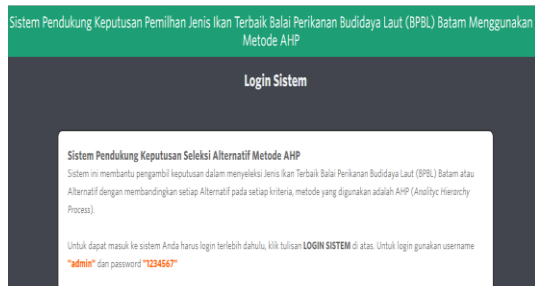 Sistem Pendukung Keputusan Pemilhan Jenis Ikan Terbaik Balai Perikanan Budidaya Laut (BPBL) Batam Menggunakan
Metode AHP
Login Sistem
Sistem Pendukung Keputusan Seleksi Alternatif Metode AHP
Sistem ini membantu pengambil keputusan dalam menyeleksi Jenis Ikan Terbaik Balai Perikanan Budidaya Laut (BPBL) Batam atau
Alternatif dengan membandingkan setiap Alternatif pada setiap kriteria, metode yang digunakan adalah AHP (Analityc Hierarchy
Process).
Untuk dapat masuk ke sistem Anda harus login terlebih dahulu, klik tulisan LOGIN SISTEM di atas. Untuk login gunakan username
"admin" dan password "1234567"